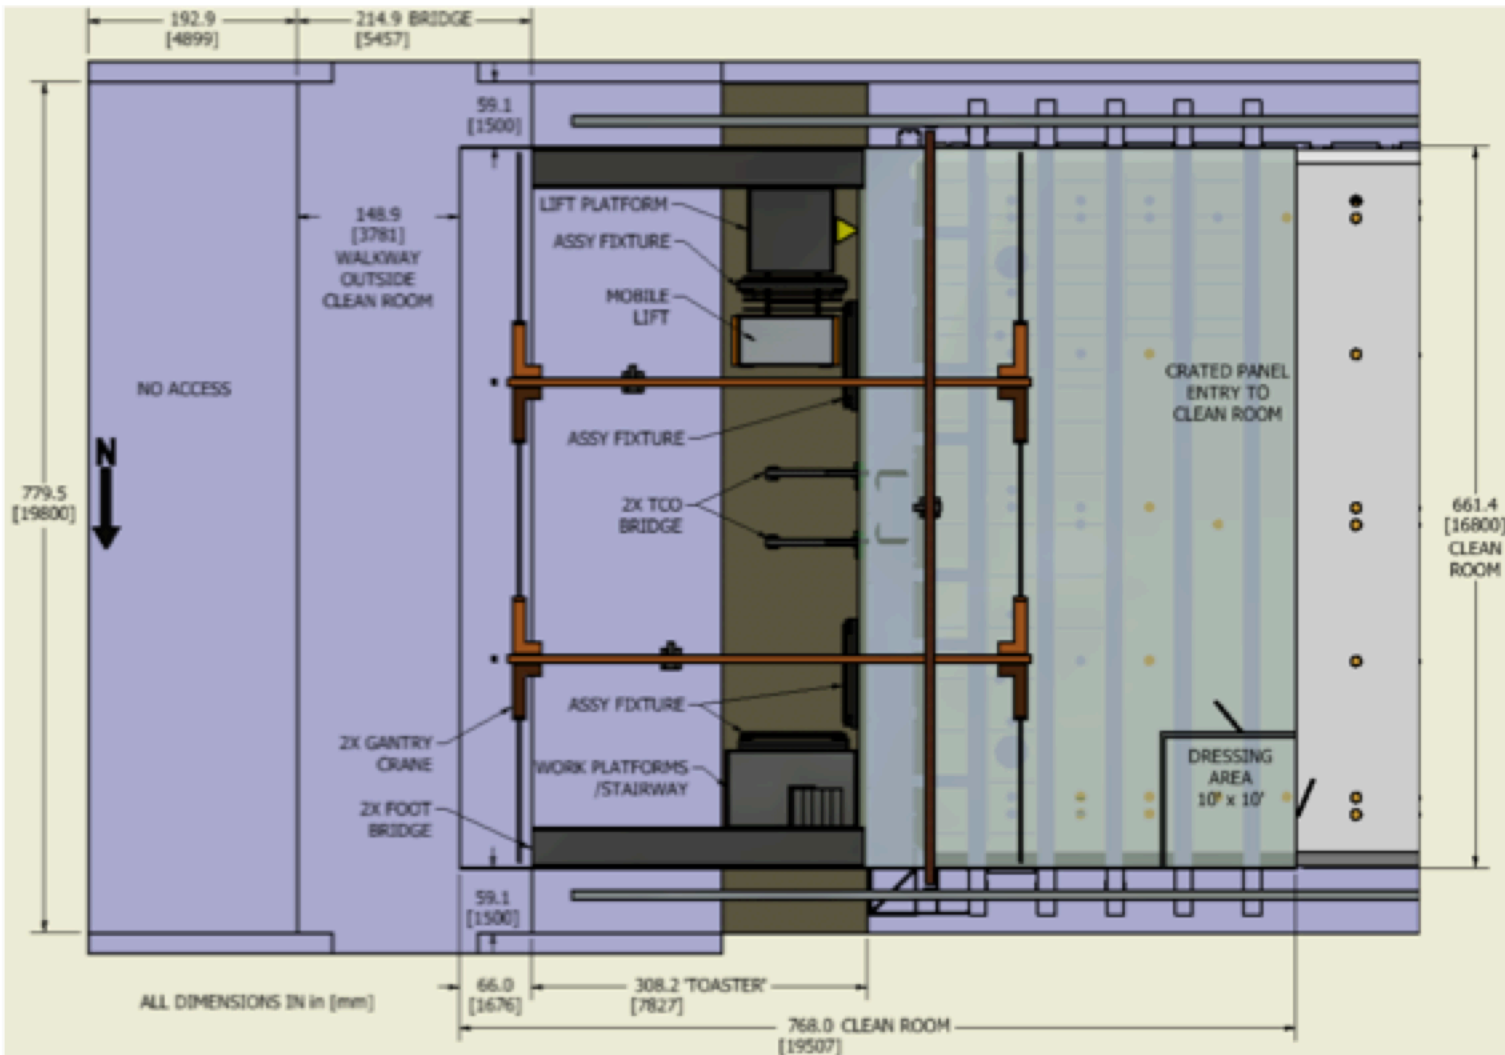 192.9
[4899]
214.9 BRIDGE
[5457]
59.1
[1500]
LIFT PLATFORM
148.9
[3781]
WALKWAY
OUTSIDE
CLEAN ROOM
ASSY FIXTURE
MOBILE
LIFT
NO ACCESS
CRATED PANEL
ENTRY TO
CLEAN ROOM
ASSY FIXTURE
N
779.5
[19800]
2X TCO
BRIDGE
661.4
[16800]
CLEAN
ROOM
ASSY FIXTURE
2X GANTRY
CRANE
WORK PLATFORMS
/STAIRWAY
DRESSING
AREA
10' x 10'
2X FOOT
BRIDGE
59.1
[1500]
66.0
[1676]
308.2 'TOASTER'
[7827]
ALL DIMENSIONS IN in [mm]
768.0 CLEAN ROOM
[19507]